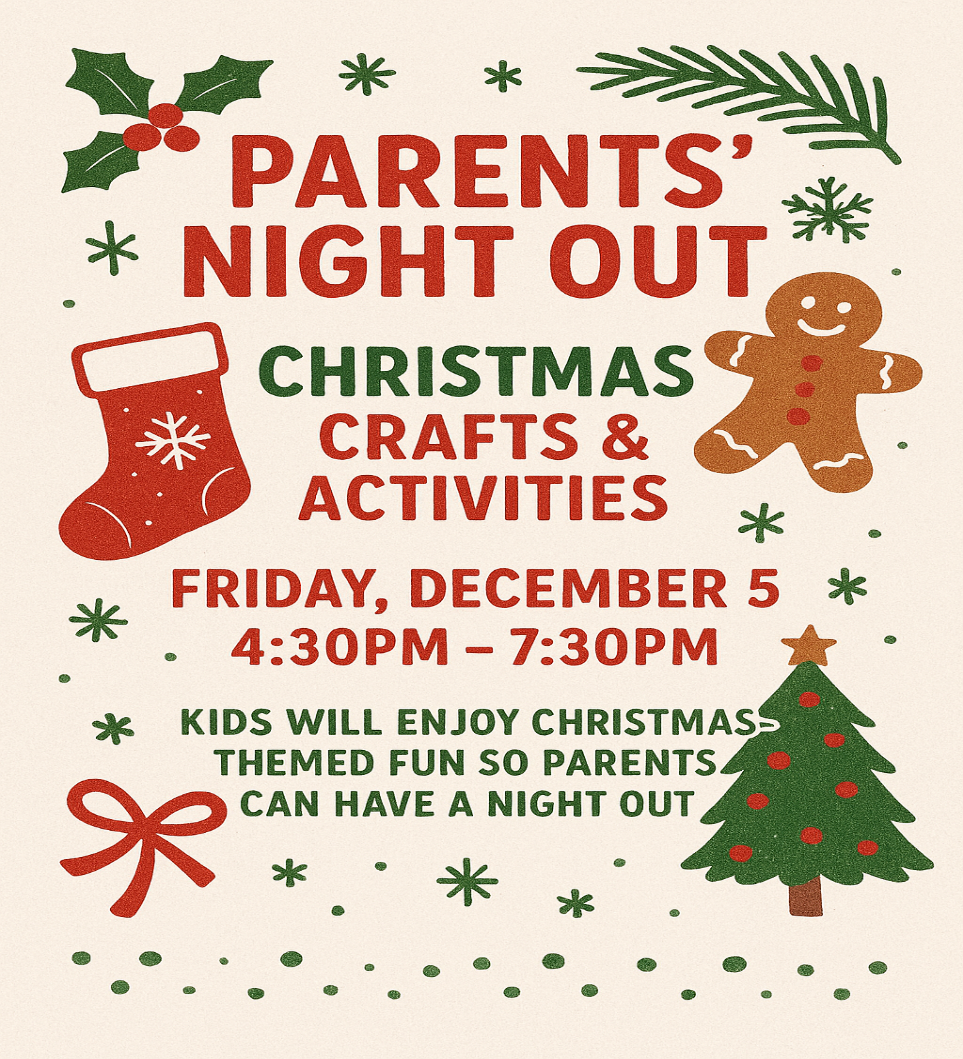 PARENTS’
NIGHT OUT
CHRISTMAS
CRAFTS &
ACTIVITIES
FRIDAY, DECEMBER 5
4:30PM – 7:30PM
KIDS WILL ENJOY CHRISTMAS-
THEMED FUN SO PARENTS
CAN HAVE A NIGHT OUT